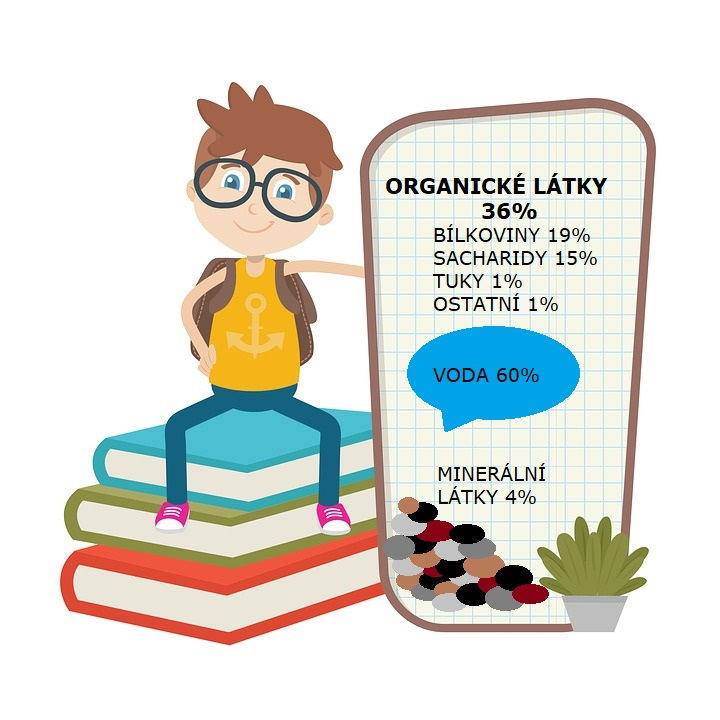 ORGANICKÉ LÁTKY
36%
BÍLKOVINY 19%
SACHARIDY 15%
TUKY 1%
OSTATNÍ 1%
VODA 60%
MINERÁLNÍ
LÁTKY 4%